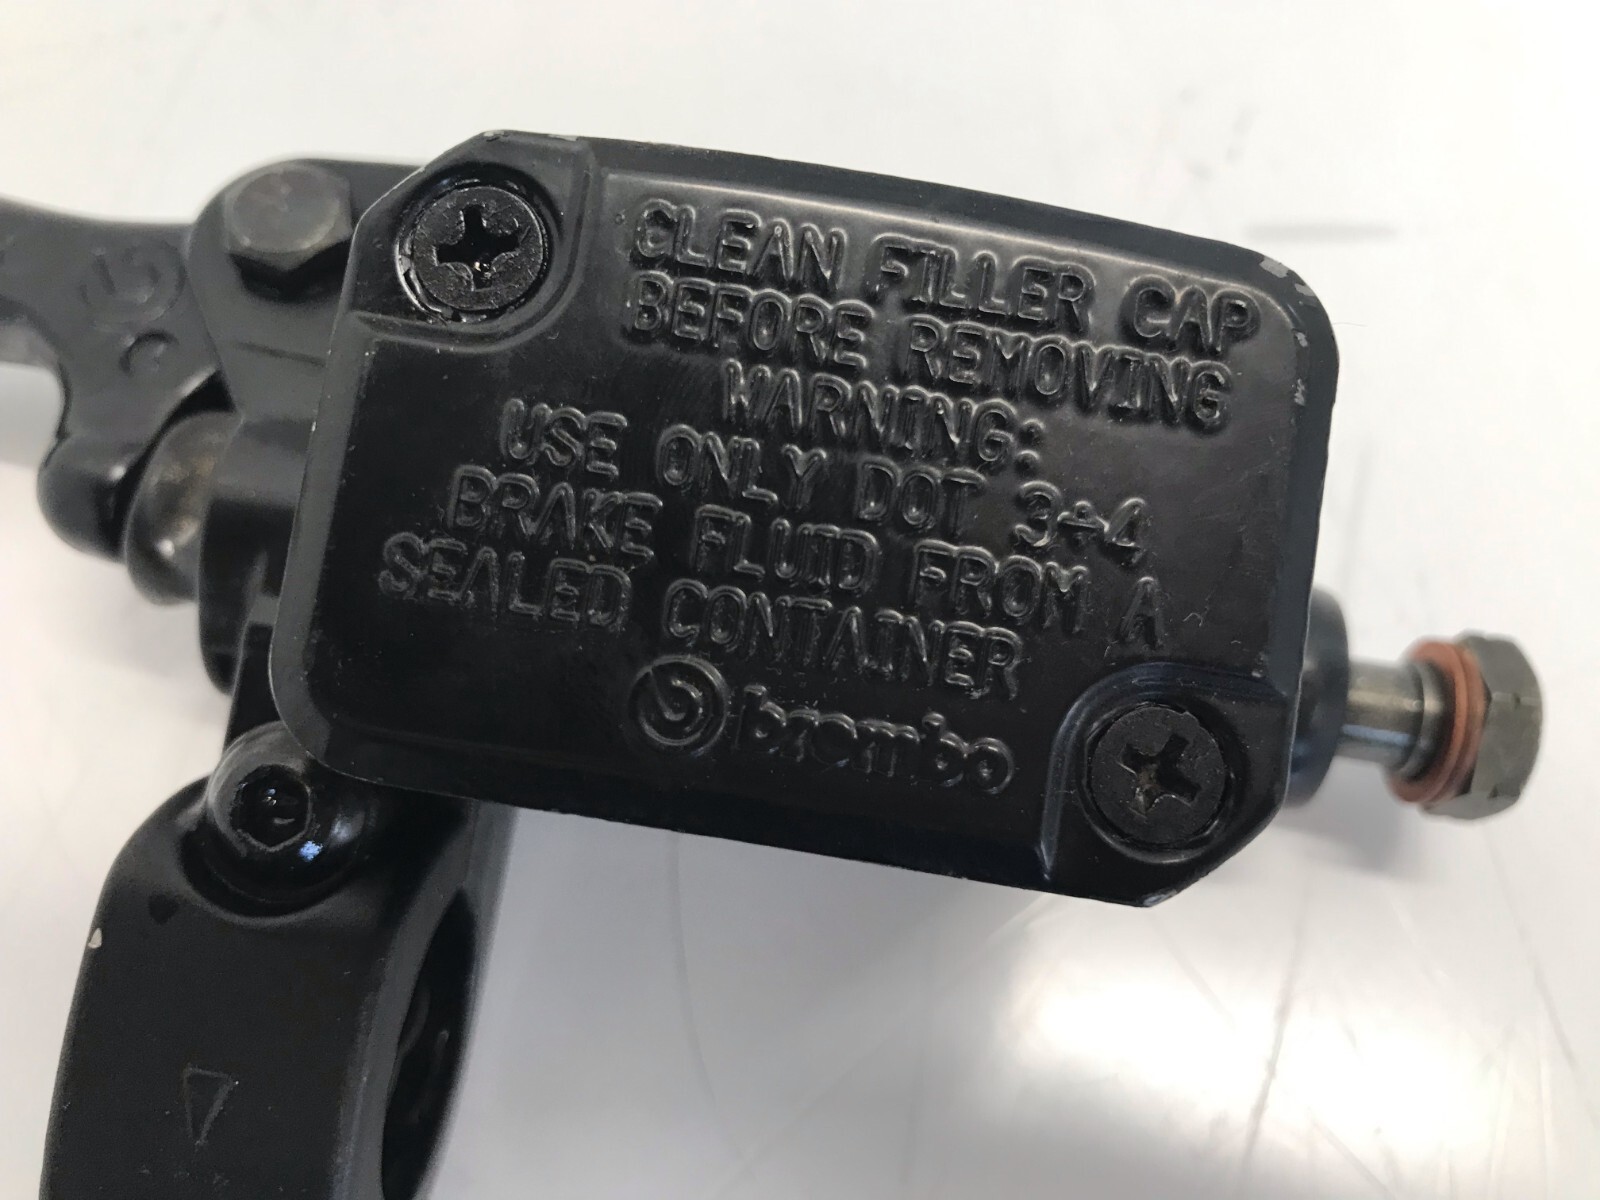 CLEAN FILLER CAP
BEFORE REMOVING
WARNING:
USE ONLY DOT 3÷4
BRAKE FLUID FROM A
SEALED CONTAINER
brembo